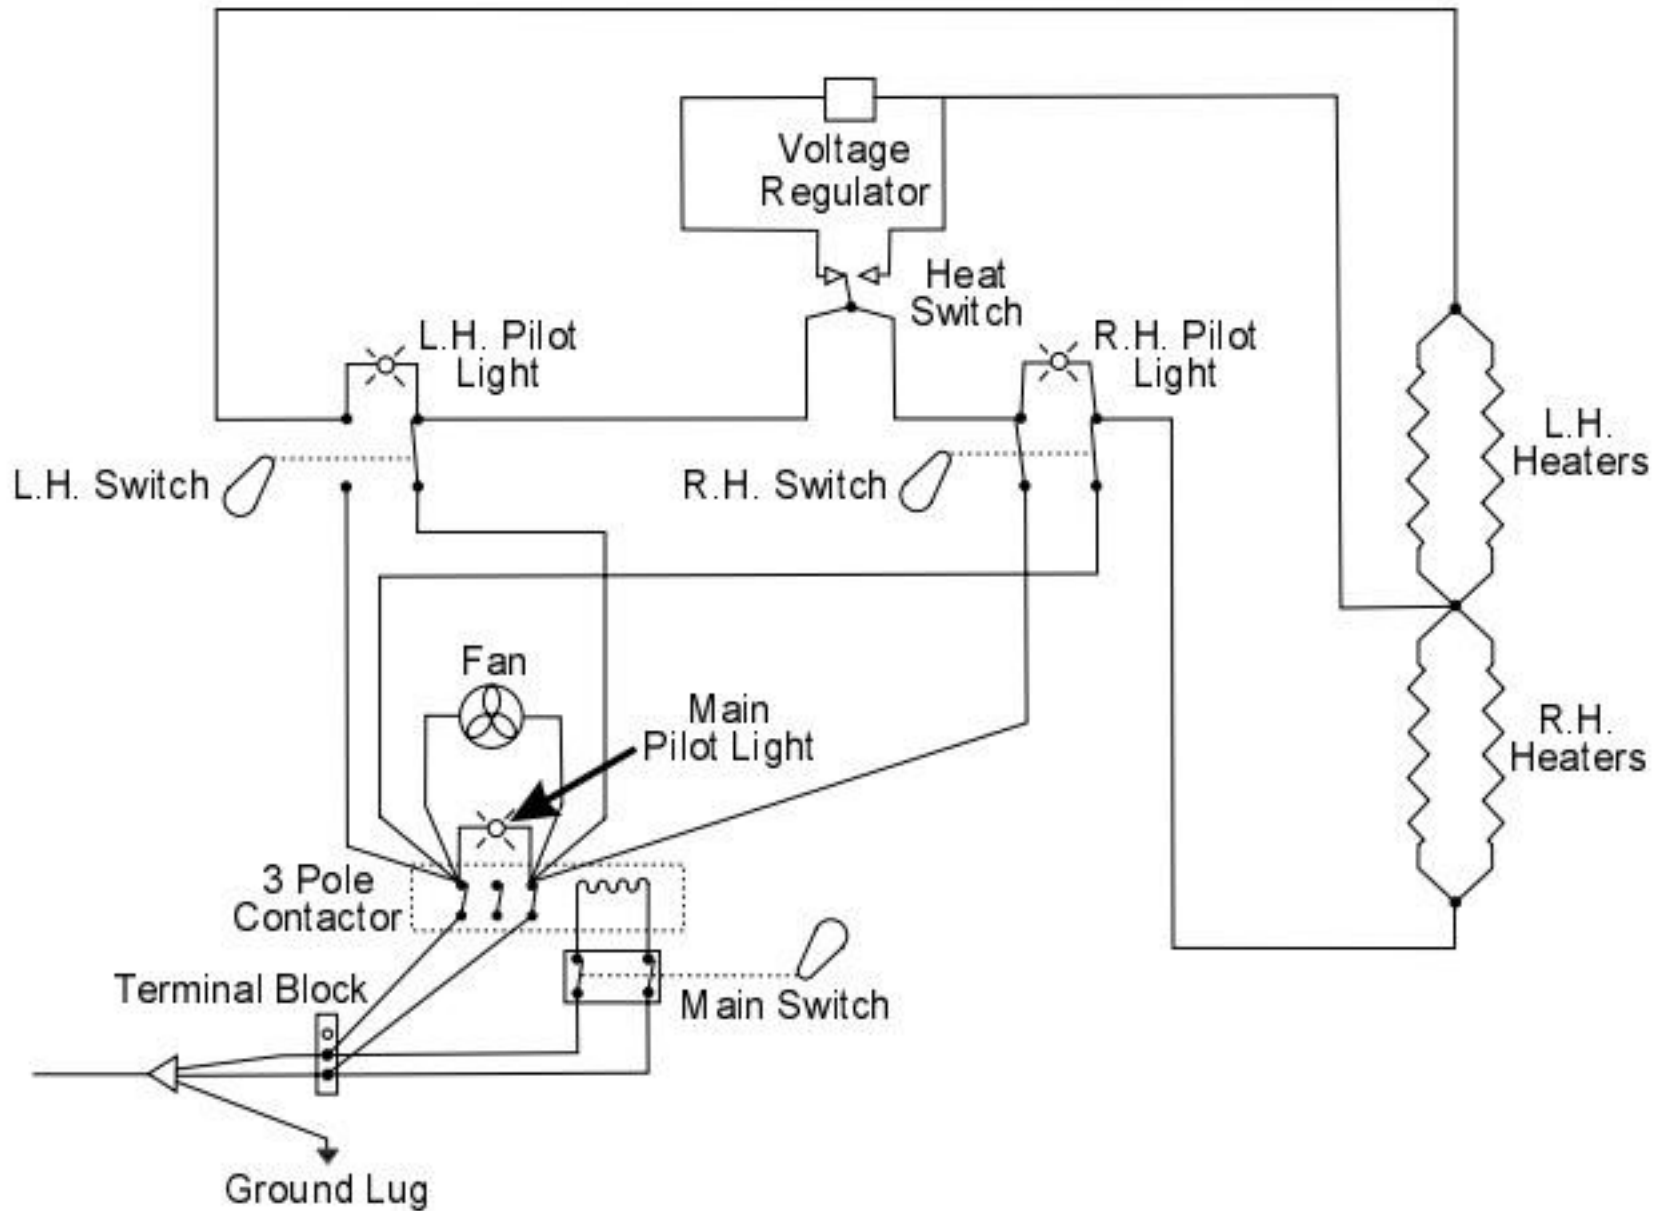 Voltage
Regulator
Heat
Switch
L.H. Pilot
Light
R.H. Pilot
Light
L.H. Switch
R.H. Switch
L.H.
Heaters
Fan
Main
Pilot Light
R.H.
Heaters
3 Pole
Contactor
Terminal Block
Main Switch
Ground Lug